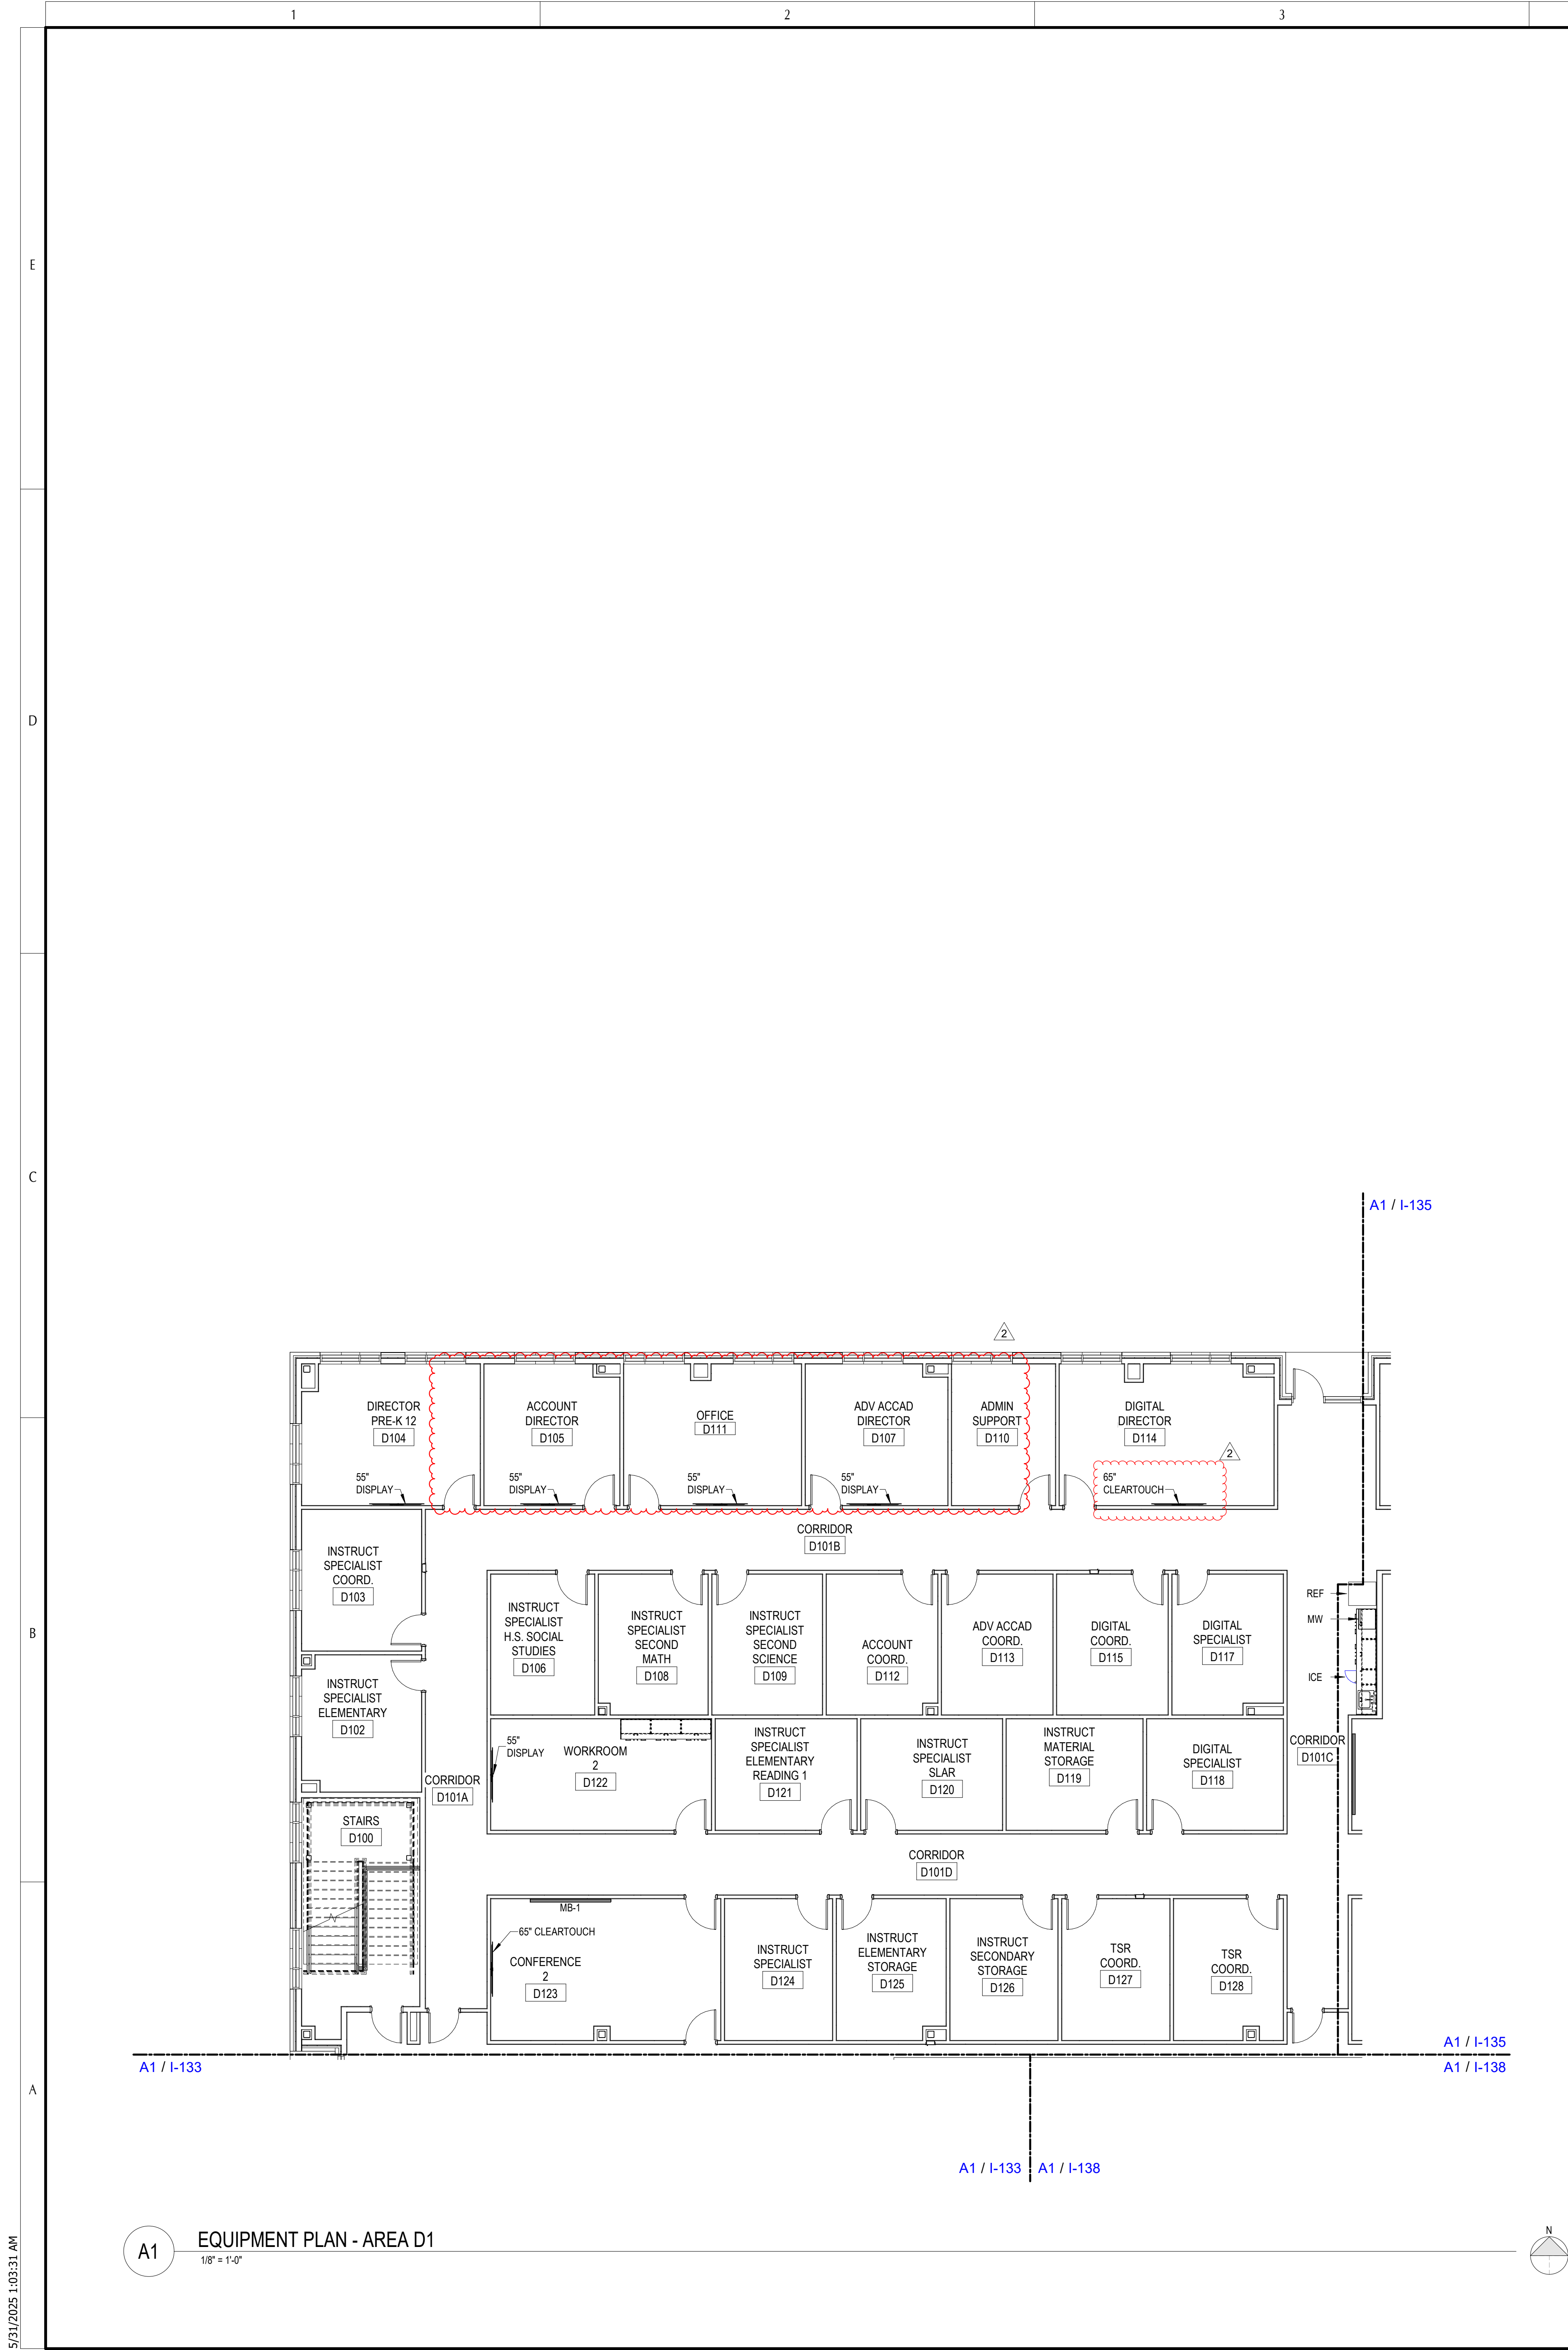 1
2
3
E
D
C
B
A
A1 / I-135
2
DIRECTOR
PRE-K 12
D104
55"
DISPLAY
ACCOUNT
DIRECTOR
D105
55"
DISPLAY
OFFICE
D111
55"
DISPLAY
ADV ACCAD
DIRECTOR
D107
55"
DISPLAY
ADMIN
SUPPORT
D110
DIGITAL
DIRECTOR
D114
2
65"
CLEARTOUCH
CORRIDOR
D101B
INSTRUCT
SPECIALIST
COORD.
D103
INSTRUCT
SPECIALIST
H.S. SOCIAL
STUDIES
D106
INSTRUCT
SPECIALIST
SECOND
MATH
D108
INSTRUCT
SPECIALIST
SECOND
SCIENCE
D109
ACCOUNT
COORD.
D112
ADV ACCAD
COORD.
D113
DIGITAL
COORD.
D115
DIGITAL
SPECIALIST
D117
REF
MW
ICE
INSTRUCT
SPECIALIST
ELEMENTARY
D102
55"
DISPLAY
WORKROOM
2
D122
INSTRUCT
SPECIALIST
ELEMENTARY
READING 1
D121
INSTRUCT
SPECIALIST
SLAR
D120
INSTRUCT
MATERIAL
STORAGE
D119
DIGITAL
SPECIALIST
D118
CORRIDOR
D101C
CORRIDOR
D101A
STAIRS
D100
CORRIDOR
D101D
MB-1
65" CLEARTOUCH
CONFERENCE
2
D123
INSTRUCT
SPECIALIST
D124
INSTRUCT
ELEMENTARY
STORAGE
D125
INSTRUCT
SECONDARY
STORAGE
D126
TSR
COORD.
D127
TSR
COORD.
D128
A1 / I-135
A1 / I-133
A1 / I-138
A1 / I-133
A1 / I-138
A1
EQUIPMENT PLAN - AREA D1
1/8" = 1'-0"
N
5/31/2025 1:03:31 AM